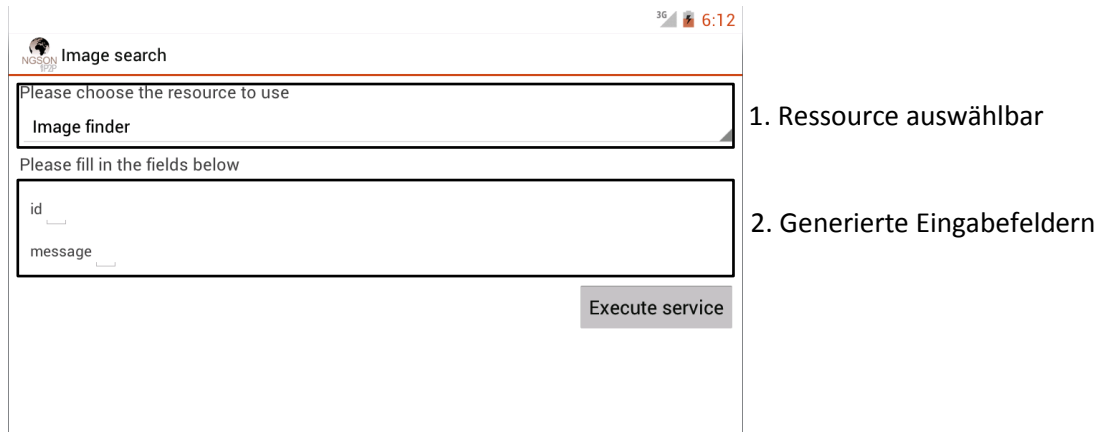 3G 6:12
NGSON
IP2P
Image search
Please choose the resource to use
Image finder
1. Ressource auswählbar
Please fill in the fields below
id
message
2. Generierte Eingabefeldern
Execute service